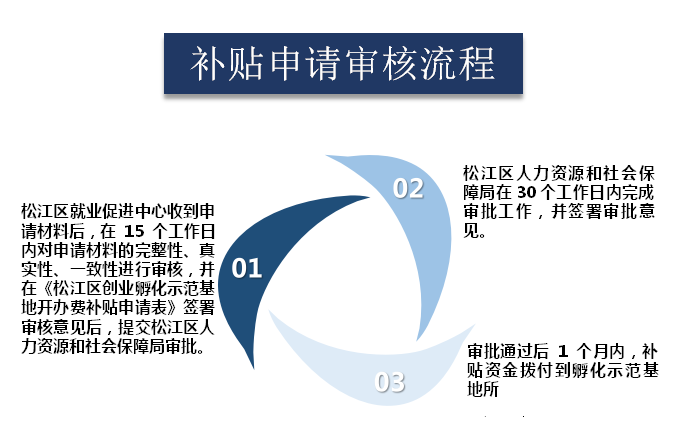 补贴申请审核流程
01
松江区就业促进中心收到申
请材料后，在 15 个工作日
内对申请材料的完整性、真
实性、一致性进行审核，并
在《松江区创业孵化示范基
地开办费补贴申请表》签署
审核意见后，提交松江区人
力资源和社会保障局审批。
02
松江区人力资源和社会保
障局在 30 个工作日内完成
审批工作，并签署审批意
见。
03
审批通过后 1 个月内，补
贴资金拨付到孵化示范基
地所